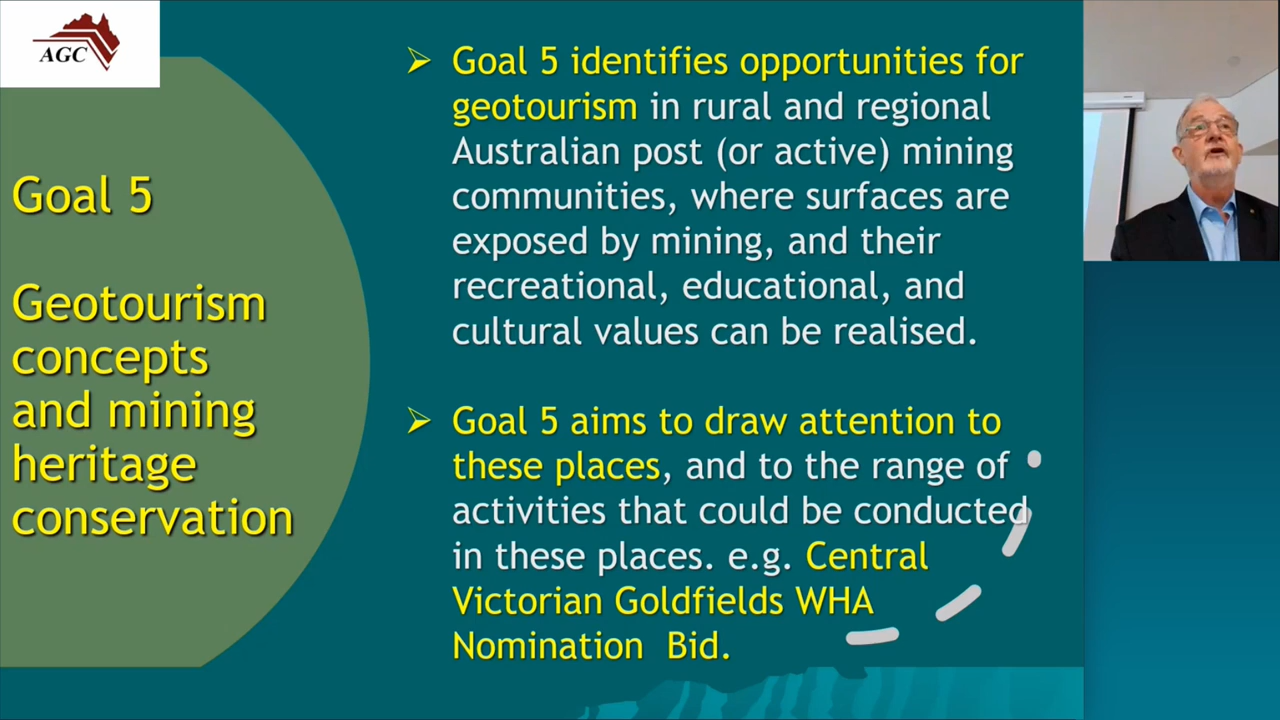 AGC
Goal 5
Geotourism
concepts
and mining
heritage
conservation
➢ Goal 5 identifies opportunities for
geotourism in rural and regional
Australian post (or active) mining
communities, where surfaces are
exposed by mining, and their
recreational, educational, and
cultural values can be realised.
➢ Goal 5 aims to draw attention to
these places, and to the range of
activities that could be conducted
in these places. e.g. Central
Victorian Goldfields WHA
Nomination Bid.